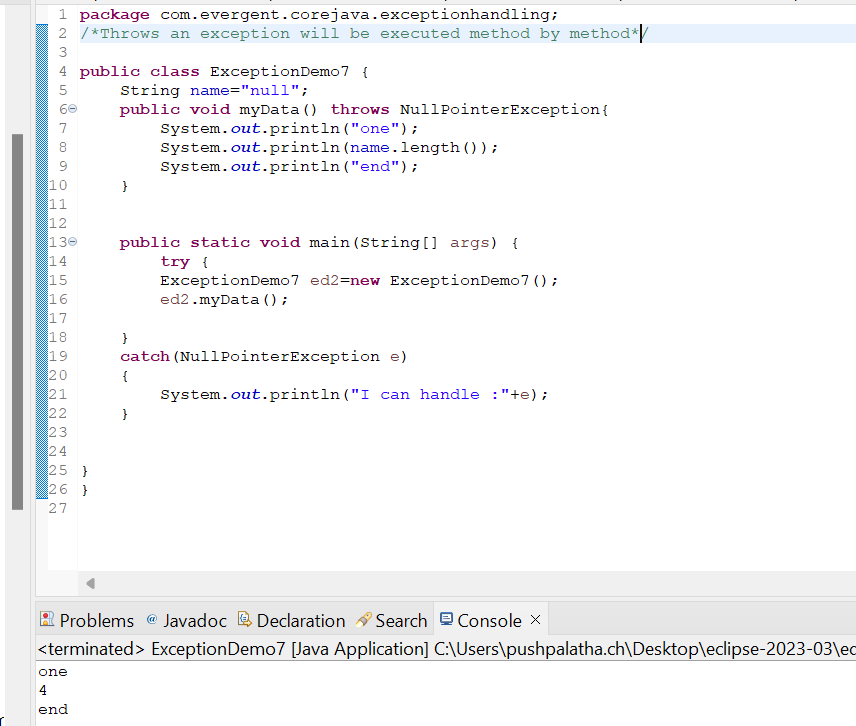 1 package com.evergent.corejava.exceptionhandling;
2 /*Throws an exception will be executed method by method*/
3
4 public class ExceptionDemo7 {
5 String name="null";
6 public void myData() throws NullPointerException{
7 System.out.println("one");
8 System.out.println(name.length());
9 System.out.println("end");
10 }
11
12
13 public static void main(String[] args) {
14 try {
15 ExceptionDemo7 ed2=new ExceptionDemo7();
16 ed2.myData();
17
18 }
19 catch(NullPointerException e)
20 {
21 System.out.println("I can handle :"+e);
22 }
23
24
25 }
26 }
27
Problems @ Javadoc Declaration Search Console
<terminated> ExceptionDemo7 [Java Application] C:\Users\pushpalatha.ch\Desktop\eclipse-2023-03\ec
one
4
end